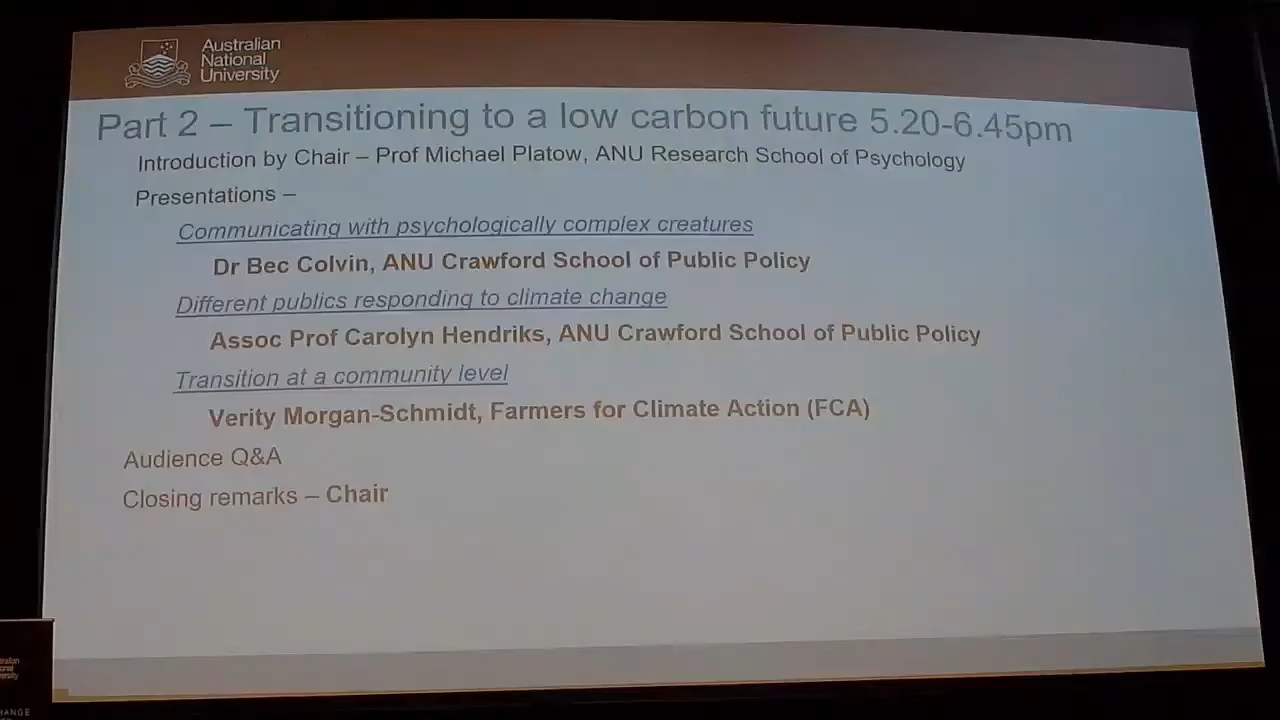 Australian
National
University
Part 2 – Transitioning to a low carbon future 5.20-6.45pm
Introduction by Chair – Prof Michael Platow, ANU Research School of Psychology
Presentations –
Communicating with psychologically complex creatures
Dr Bec Colvin, ANU Crawford School of Public Policy
Different publics responding to climate change
Assoc Prof Carolyn Hendriks, ANU Crawford School of Public Policy
Transition at a community level
Verity Morgan-Schmidt, Farmers for Climate Action (FCA)
Audience Q&A
Closing remarks – Chair